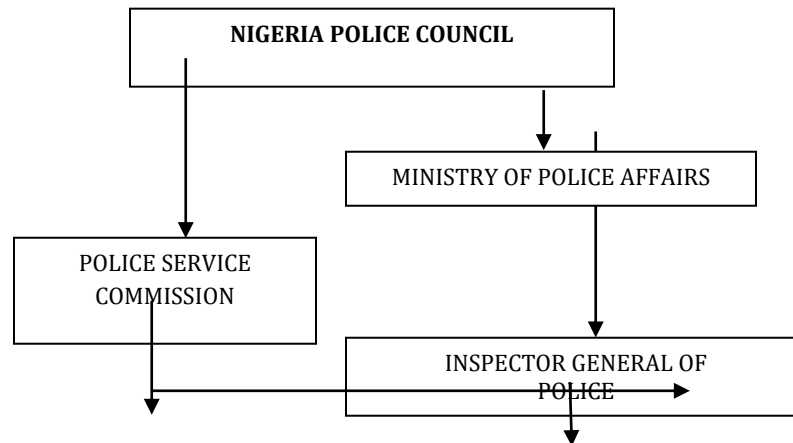 NIGERIA POLICE COUNCIL
MINISTRY OF POLICE AFFAIRS
POLICE SERVICE
COMMISSION
INSPECTOR GENERAL OF
POLICE